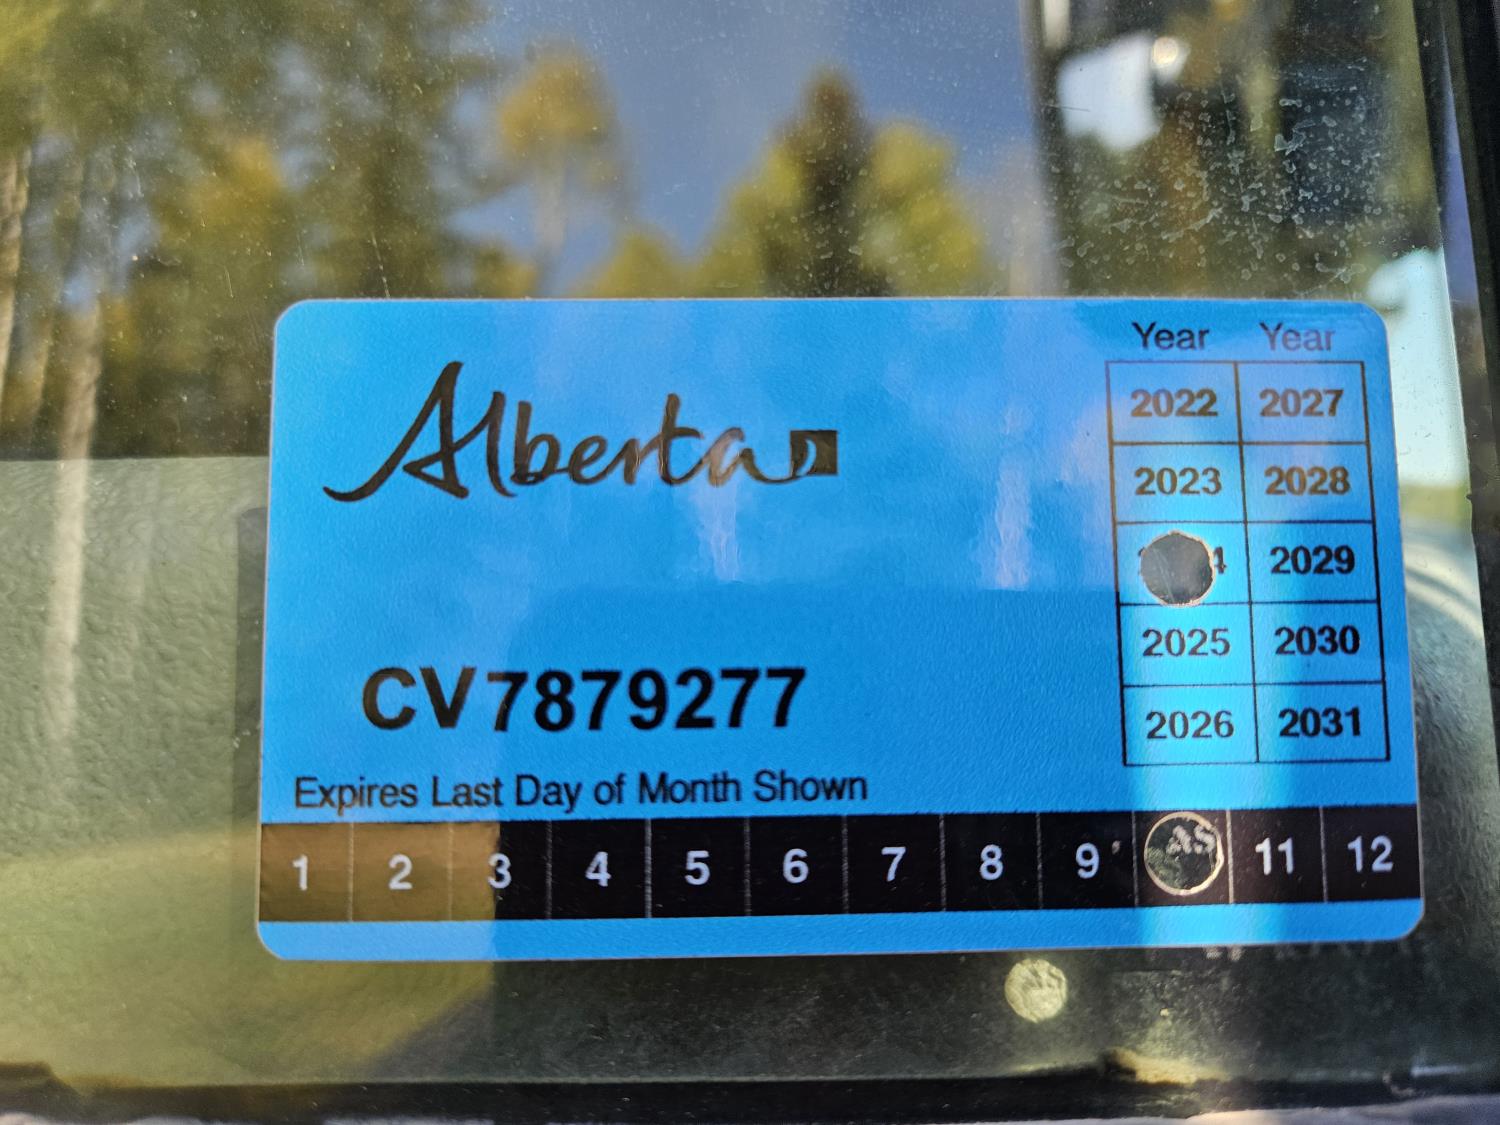 Alberta
Year Year
2022 2027
2023 2028
2029
2025 2030
2026 2031
CV7879277
Expires Last Day of Month Shown
1 2 3 4 5 6 7 8 9 AS 11 12